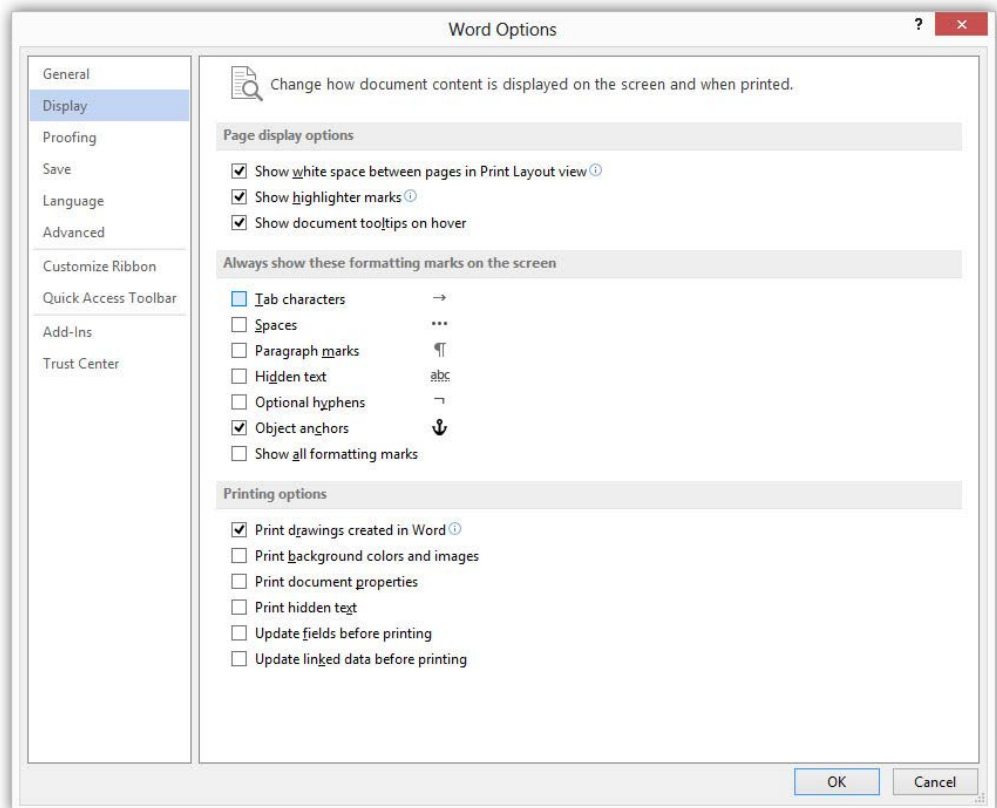 Word Options
?
General
Display
Proofing
Save
Language
Advanced
Customize Ribbon
Quick Access Toolbar
Add-Ins
Trust Center
Change how document content is displayed on the screen and when printed.
Page display options
Show white space between pages in Print Layout view
Show highlighter marks
Show document tooltips on hover
Always show these formatting marks on the screen
Tab characters →
Spaces •••
Paragraph marks ¶
Hidden text abc
Optional hyphens ¬
Object anchors
Show all formatting marks
Printing options
Print drawings created in Word
Print background colors and images
Print document properties
Print hidden text
Update fields before printing
Update linked data before printing
OK Cancel